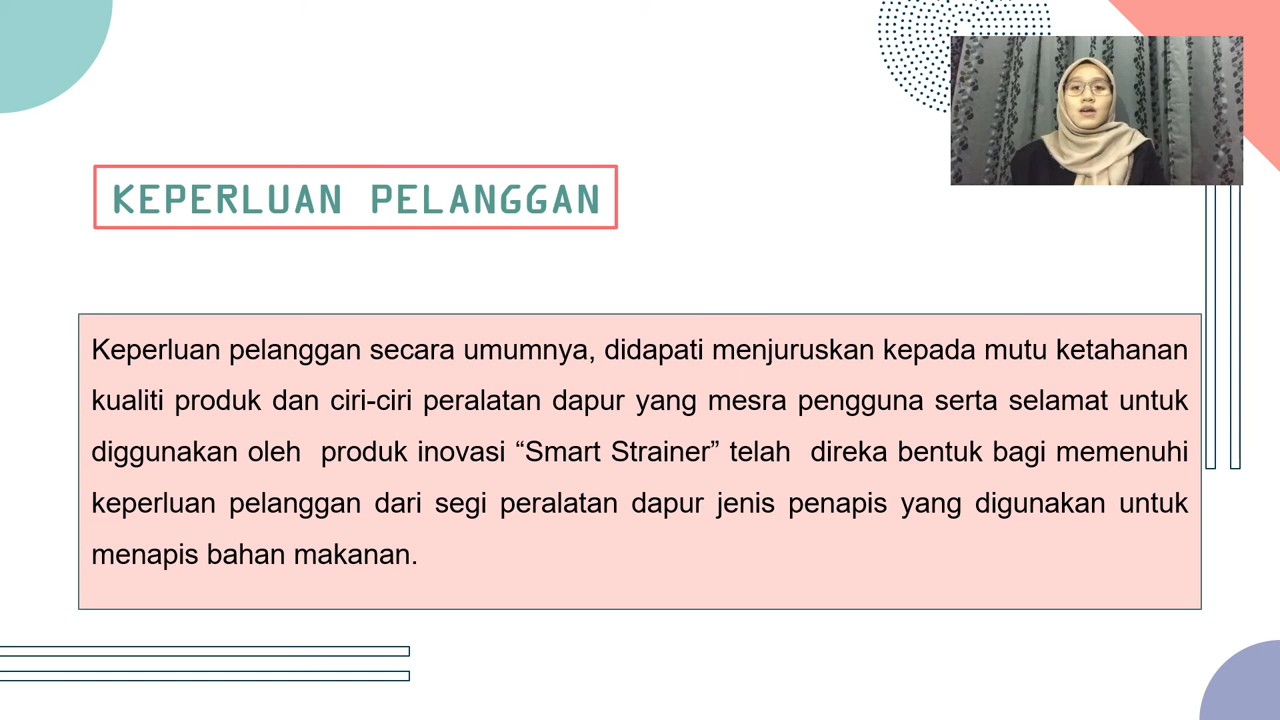 KEPERLUAN PELANGGAN
Keperluan pelanggan secara umumnya, didapati menjuruskan kepada mutu ketahanan
kualiti produk dan ciri-ciri peralatan dapur yang mesra pengguna serta selamat untuk
diggunakan oleh produk inovasi “Smart Strainer” telah direka bentuk bagi memenuhi
keperluan pelanggan dari segi peralatan dapur jenis penapis yang digunakan untuk
menapis bahan makanan.